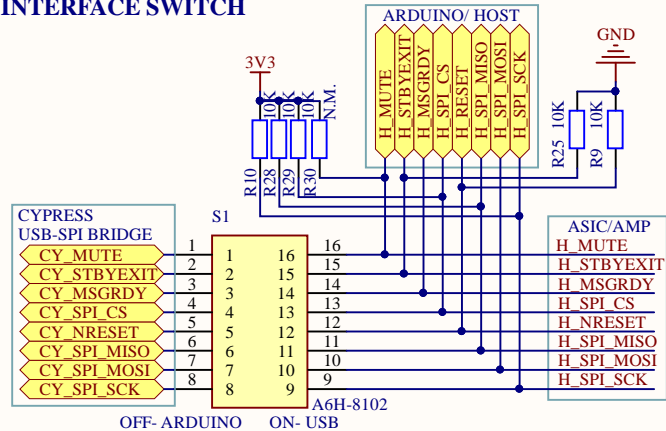 INTERFACE SWITCH
ARDUINO/ HOST
H_MUTE
H_STBYEXIT
H_MSGRDY
H_SPI_CS
H_RESET
H_SPI_MISO
H_SPI_MOSI
H_SPI_SCK
GND
3V3
10K
10K
10K
N.M.
R10
R28
R29
R30
10K
10K
R25
R9
CYPRESS
USB-SPI BRIDGE
CY_MUTE
CY_STBYEXIT
CY_MSGRDY
CY_SPI_CS
CY_NRESET
CY_SPI_MISO
CY_SPI_MOSI
CY_SPI_SCK
S1
1 1 16 16
2 2 15 15
3 3 14 14
4 4 13 13
5 5 12 12
6 6 11 11
7 7 10 10
8 8 9 9
A6H-8102
OFF- ARDUINO ON- USB
ASIC/AMP
H_MUTE
H_STBYEXIT
H_MSGRDY
H_SPI_CS
H_NRESET
H_SPI_MISO
H_SPI_MOSI
H_SPI_SCK